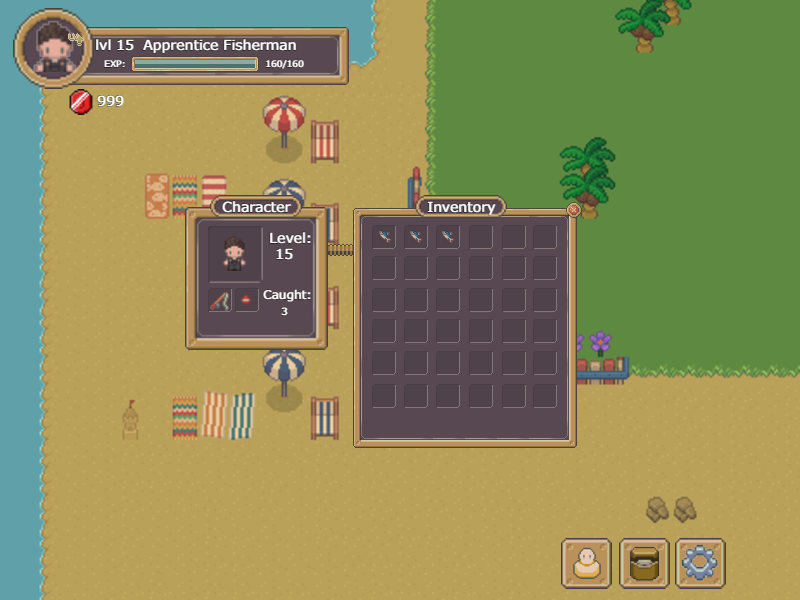 lvl 15 Apprentice Fisherman
EXP: 160/160
999
Character
Level:
15
Caught:
3
Inventory